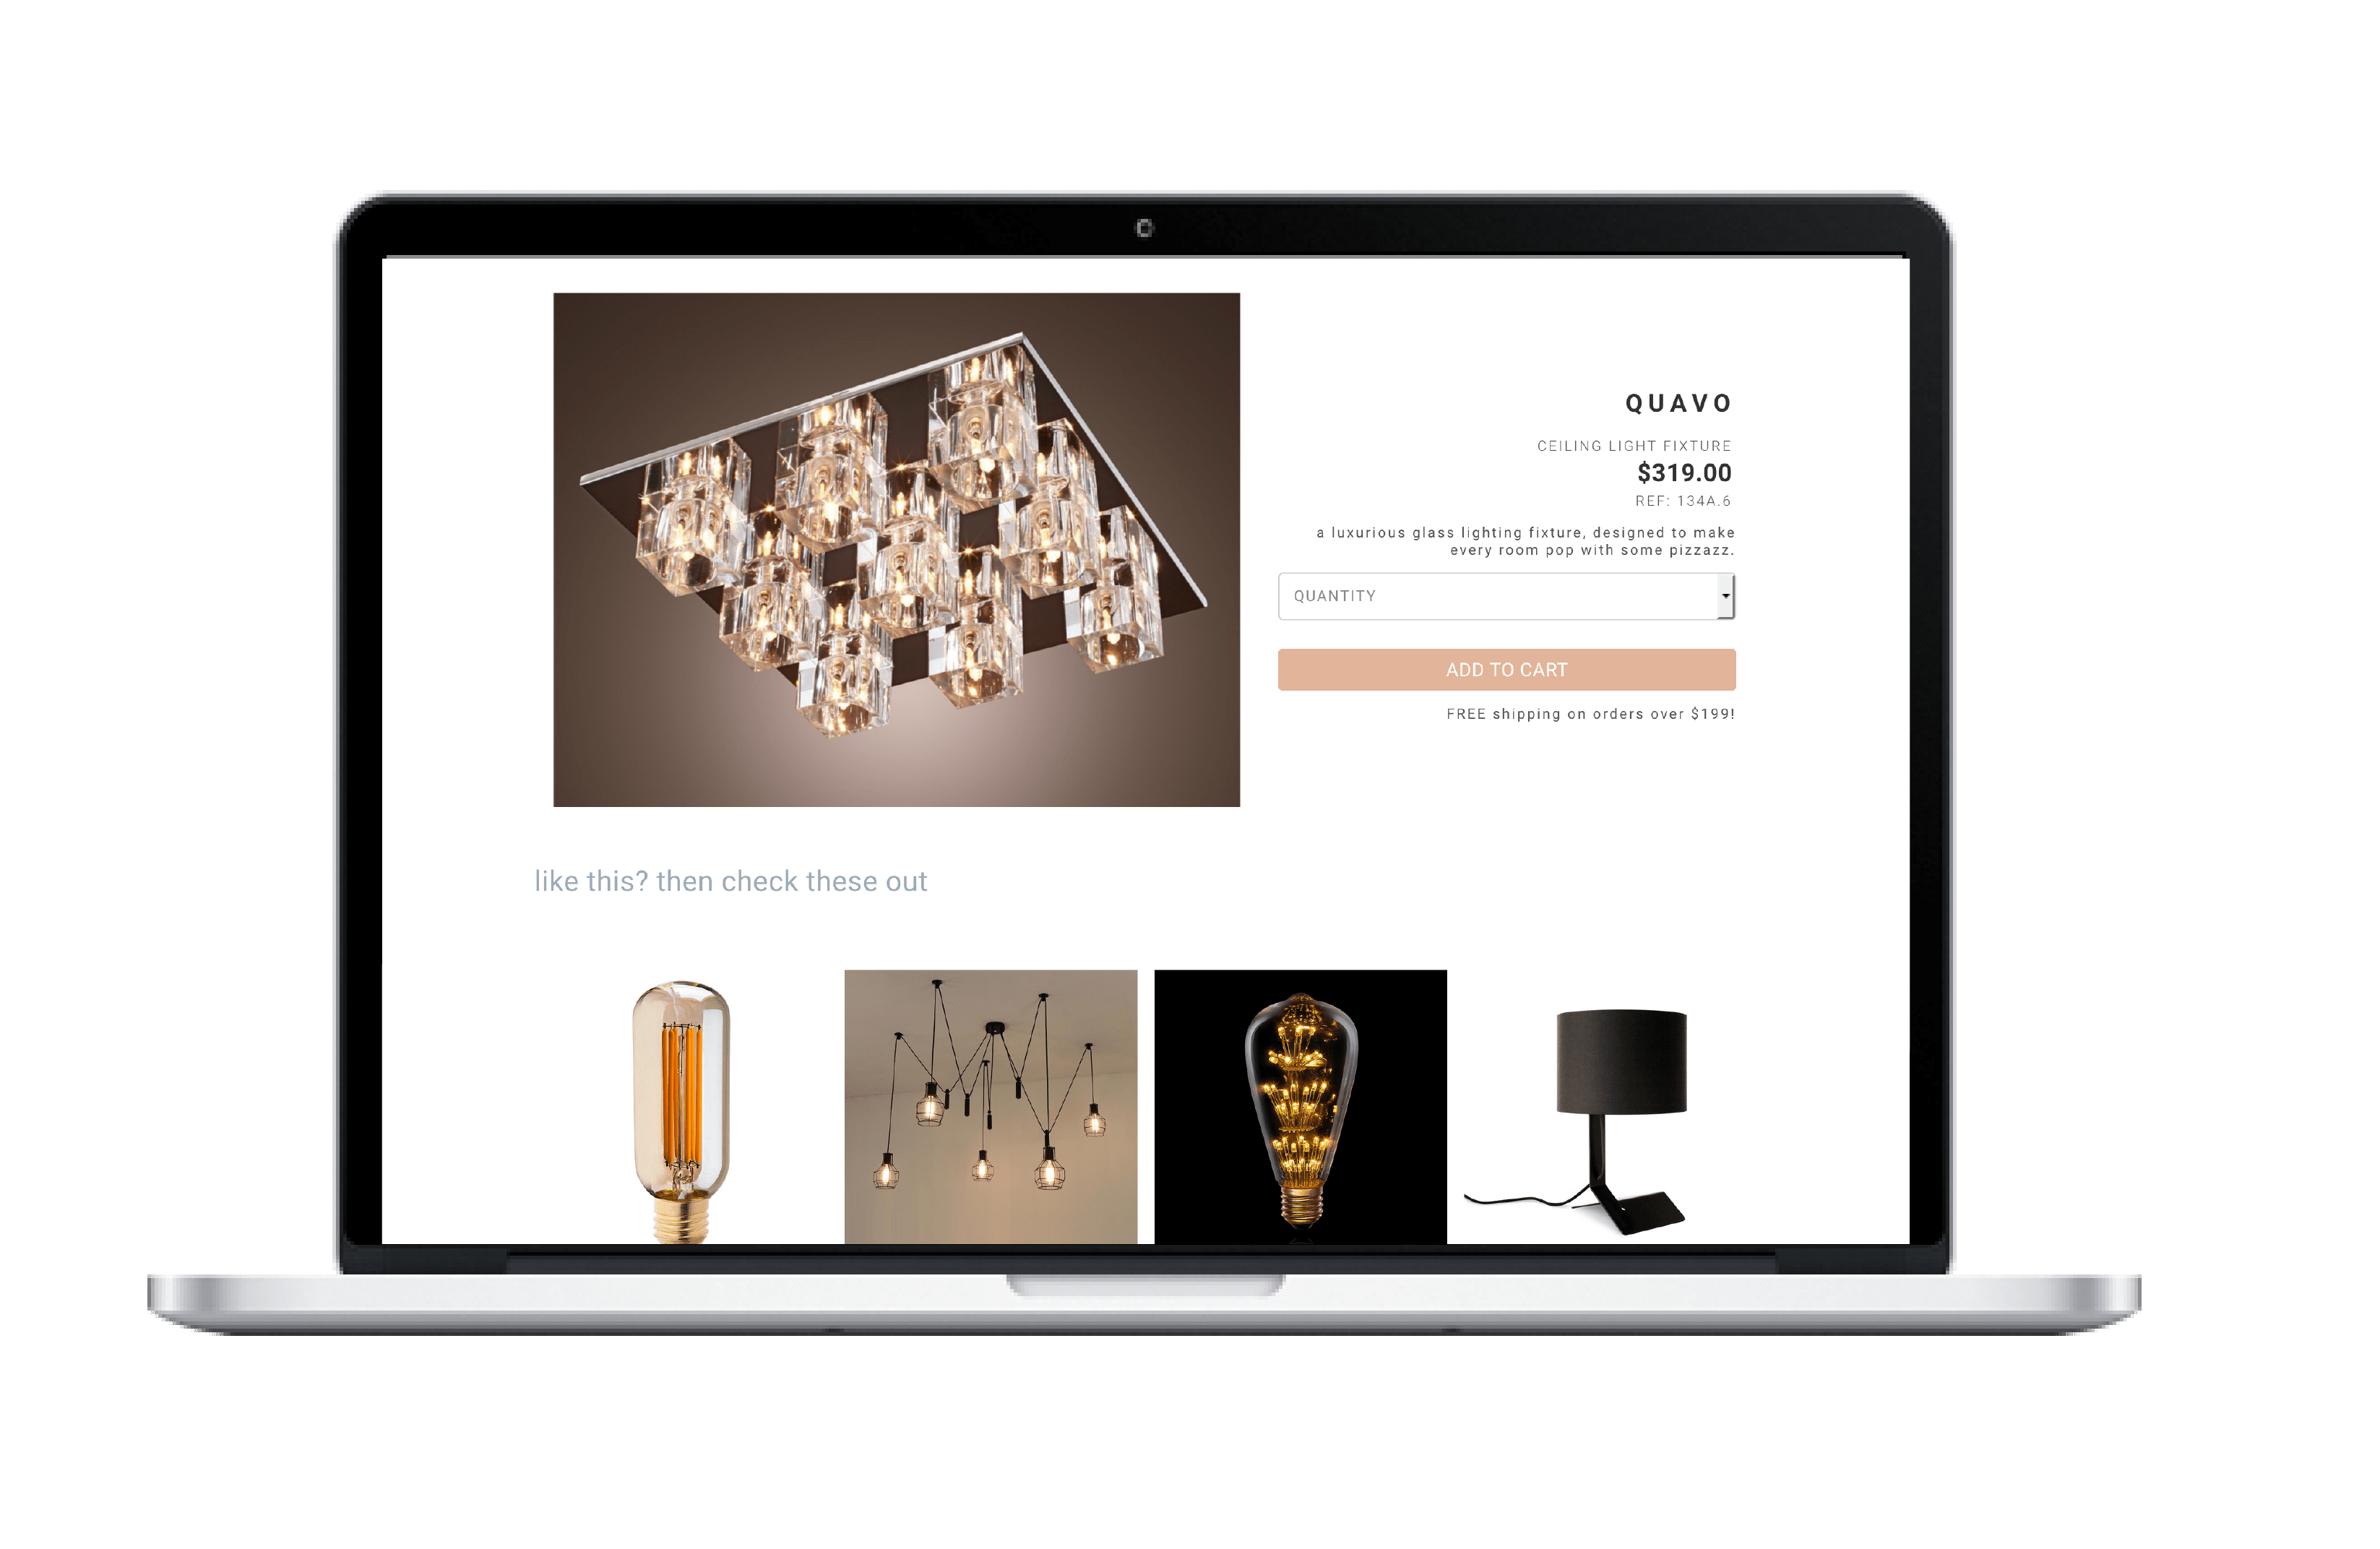 QUAVO
CEILING LIGHT FIXTURE
$319.00
REF: 134A.6
a luxurious glass lighting fixture, designed to make
every room pop with some pizzazz.
QUANTITY
ADD TO CART
FREE shipping on orders over $199!
like this? then check these out